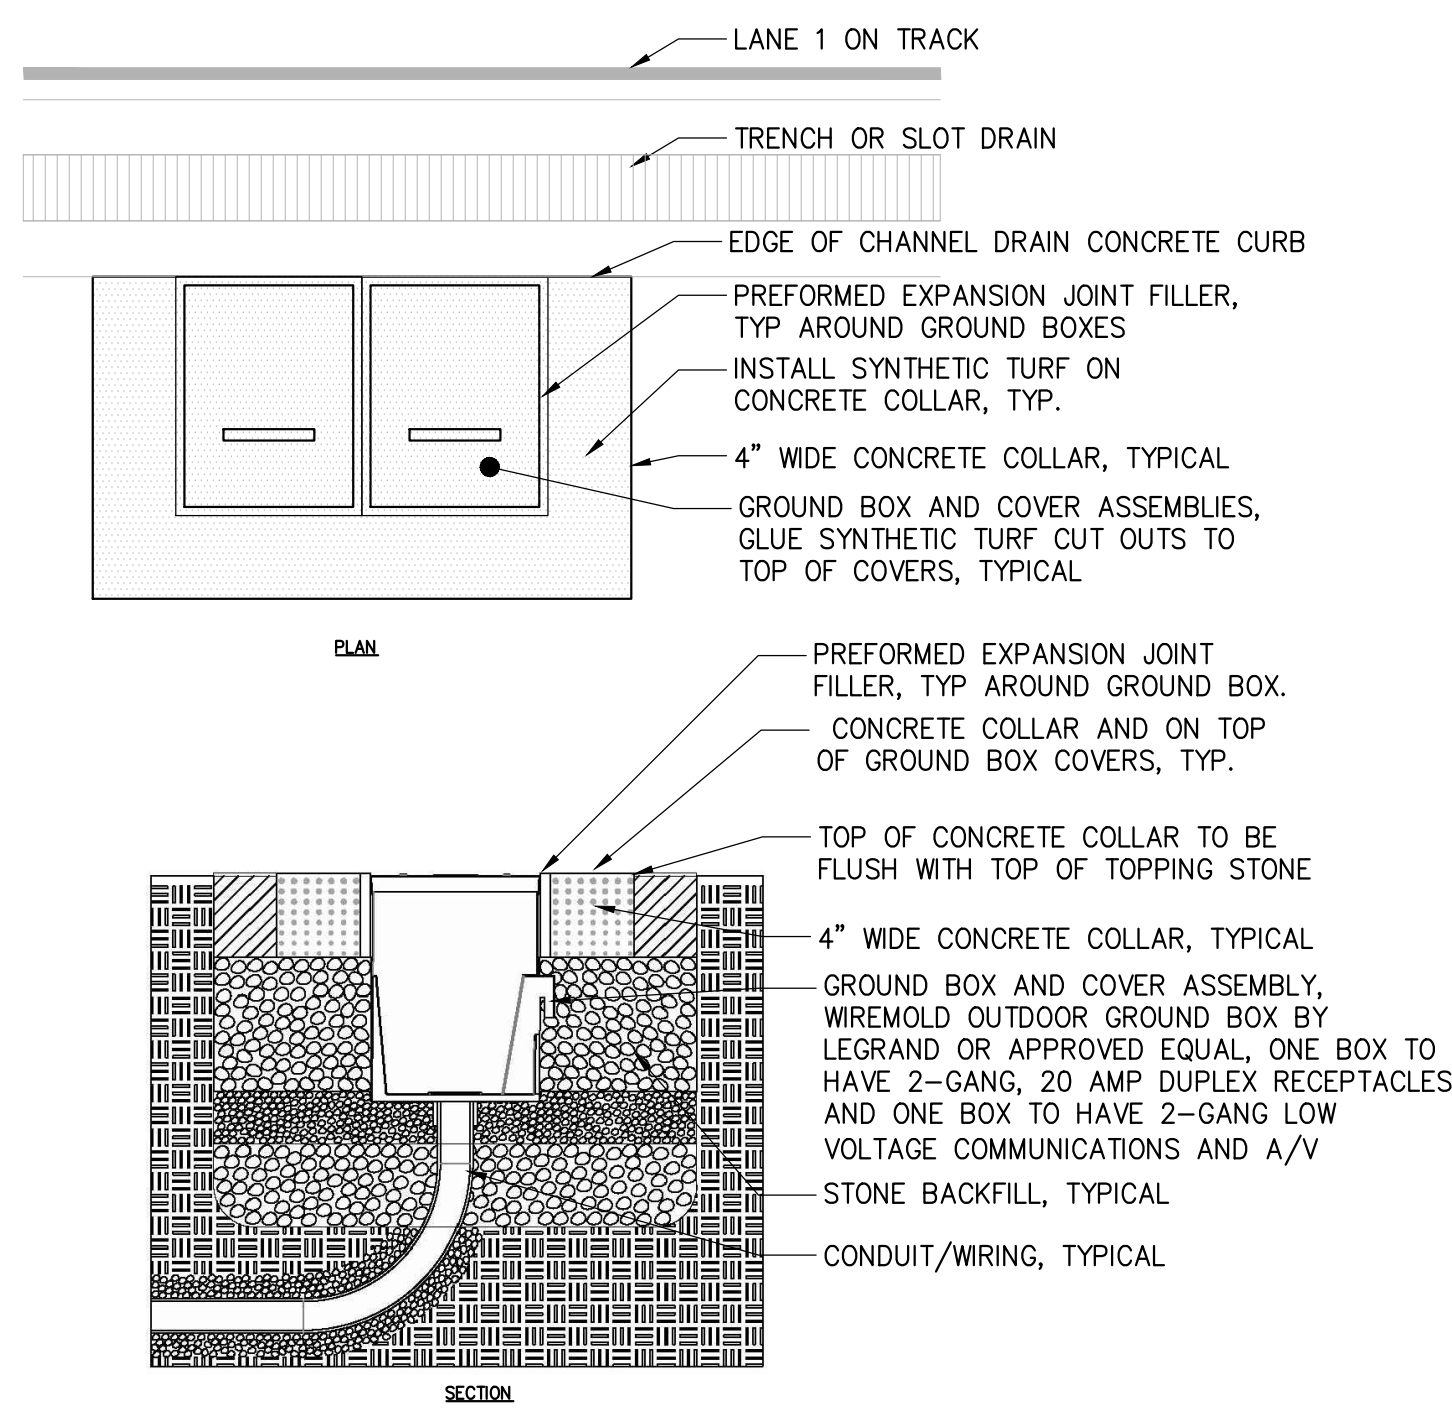 LANE 1 ON TRACK
TRENCH OR SLOT DRAIN
EDGE OF CHANNEL DRAIN CONCRETE CURB
PREFORMED EXPANSION JOINT FILLER,
TYP AROUND GROUND BOXES
INSTALL SYNTHETIC TURF ON
CONCRETE COLLAR, TYP.
4" WIDE CONCRETE COLLAR, TYPICAL
GROUND BOX AND COVER ASSEMBLIES,
GLUE SYNTHETIC TURF CUT OUTS TO
TOP OF COVERS, TYPICAL
PLAN
PREFORMED EXPANSION JOINT
FILLER, TYP AROUND GROUND BOX.
CONCRETE COLLAR AND ON TOP
OF GROUND BOX COVERS, TYP.
TOP OF CONCRETE COLLAR TO BE
FLUSH WITH TOP OF TOPPING STONE
4" WIDE CONCRETE COLLAR, TYPICAL
GROUND BOX AND COVER ASSEMBLY,
WIREMOLD OUTDOOR GROUND BOX BY
LEGRAND OR APPROVED EQUAL, ONE BOX TO
HAVE 2-GANG, 20 AMP DUPLEX RECEPTACLES
AND ONE BOX TO HAVE 2-GANG LOW
VOLTAGE COMMUNICATIONS AND A/V
STONE BACKFILL, TYPICAL
CONDUIT/WIRING, TYPICAL
SECTION